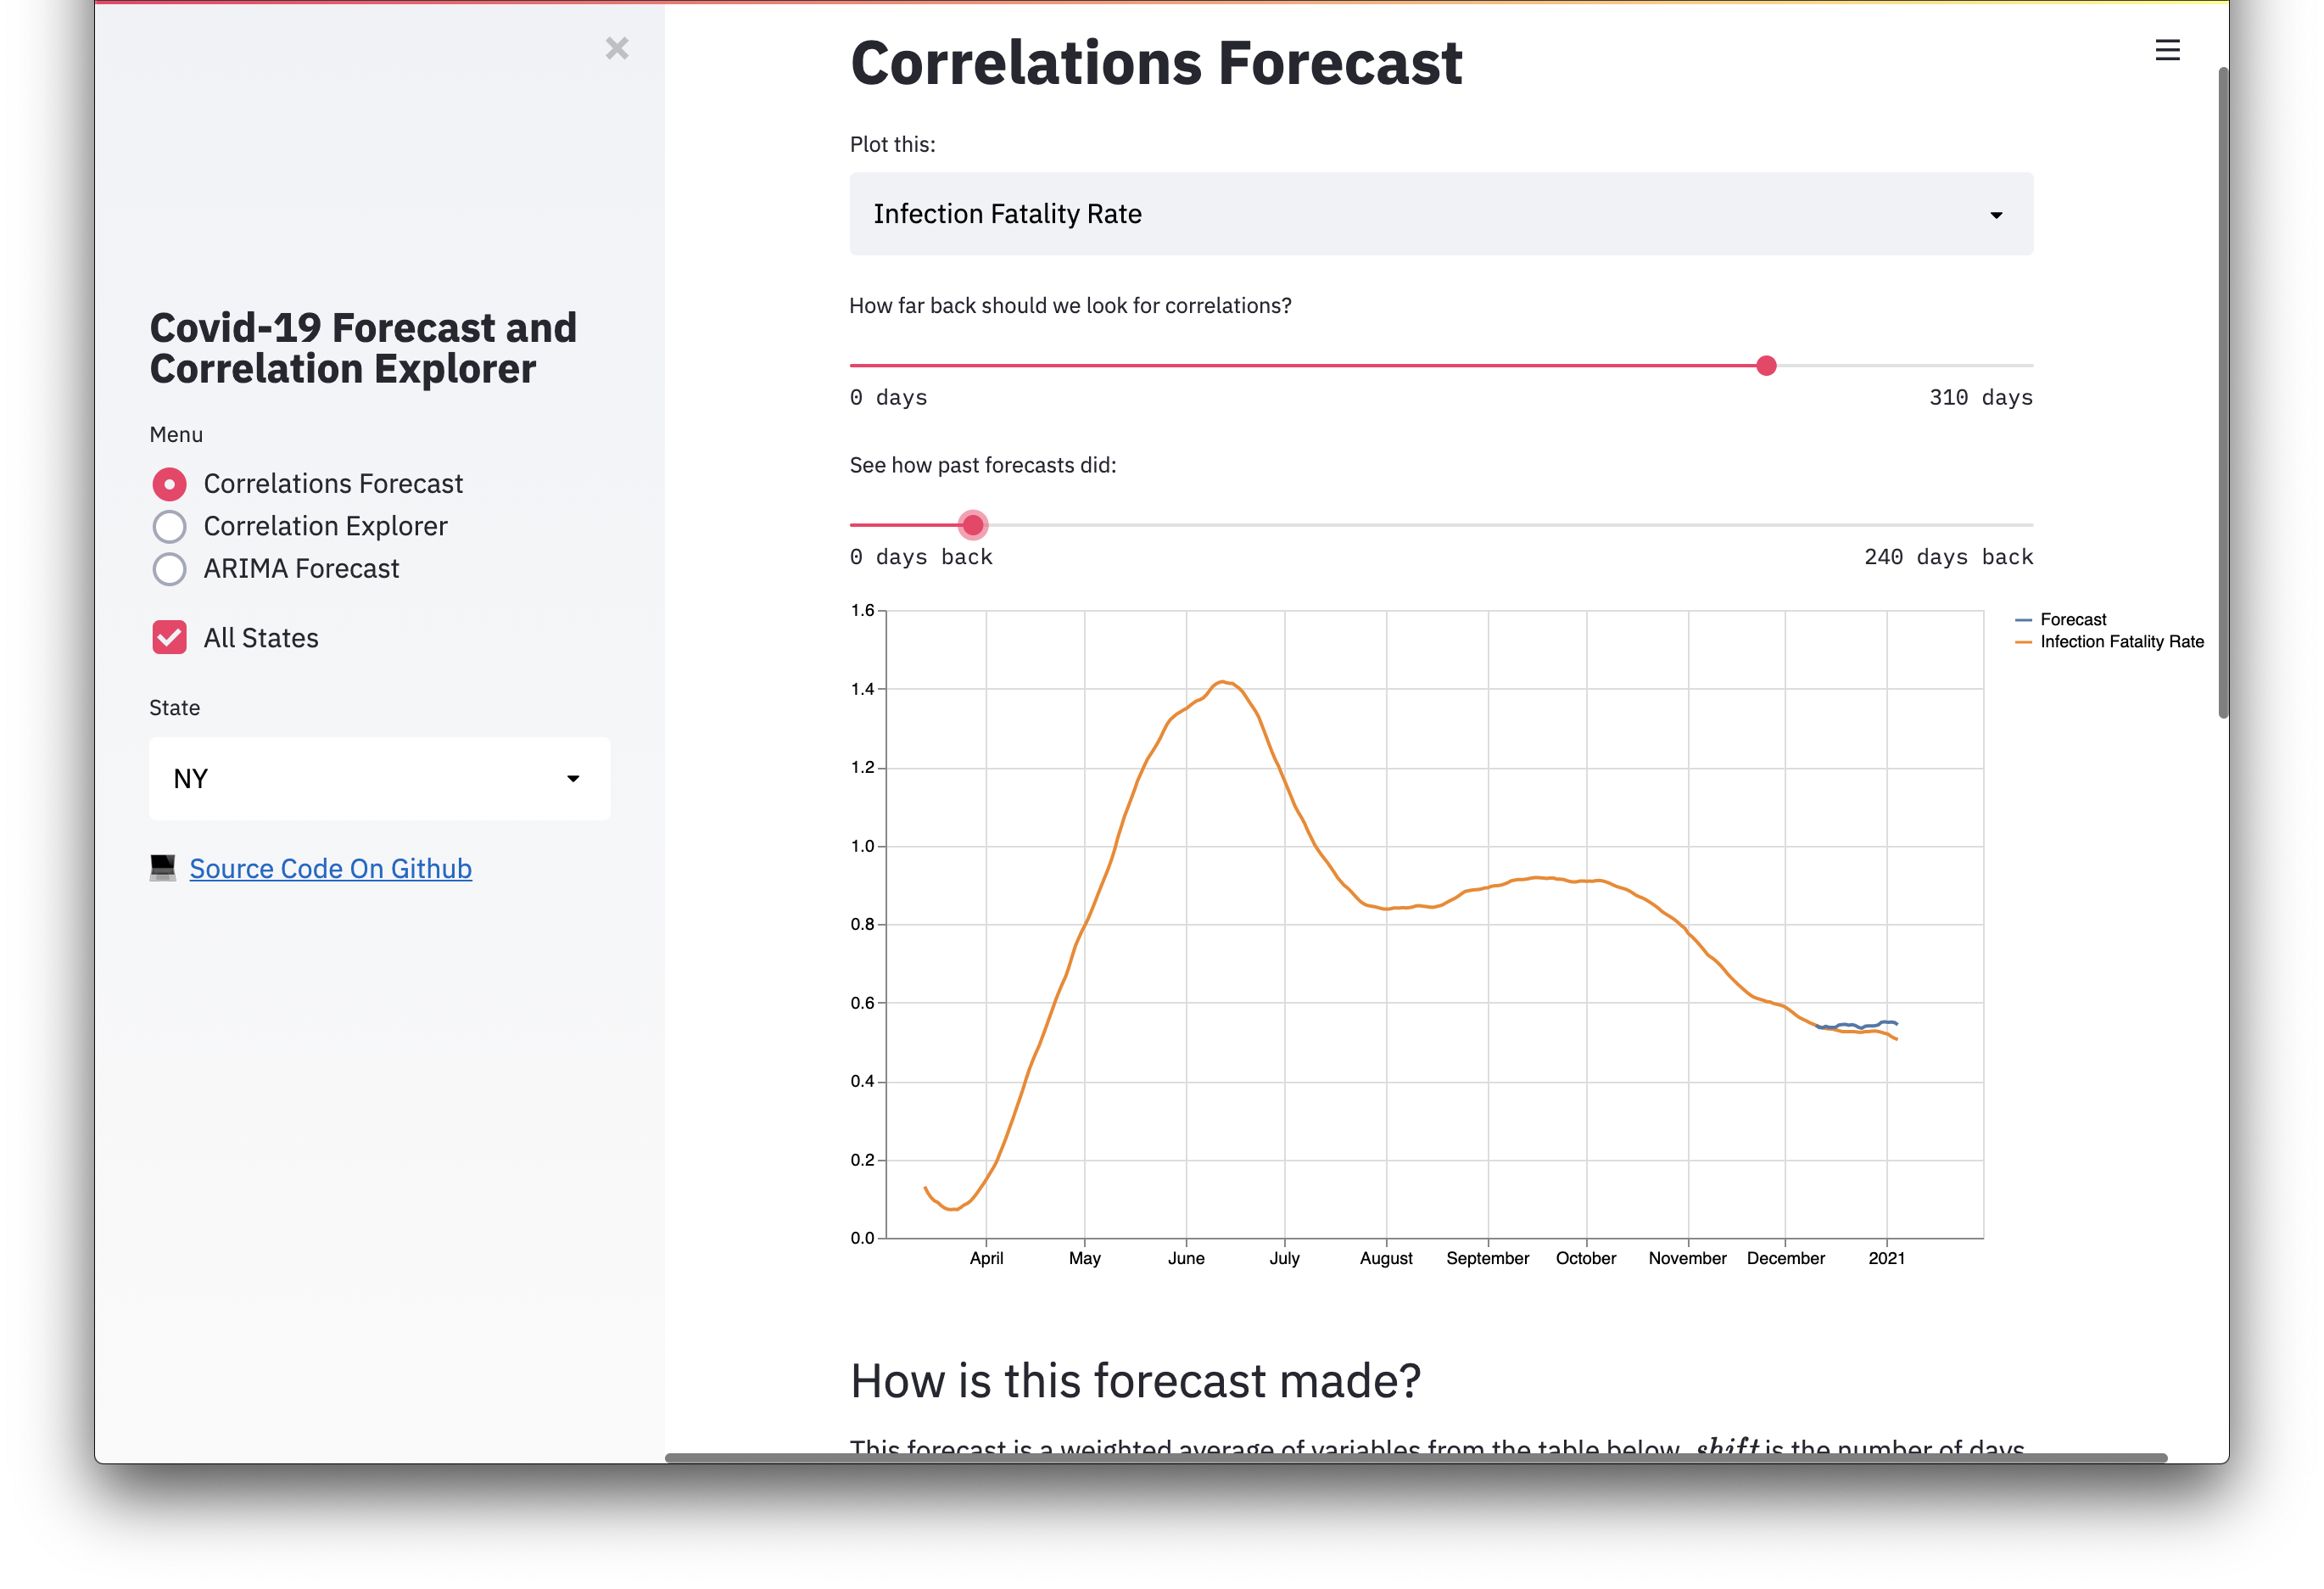 Correlations Forecast
Plot this:
Infection Fatality Rate
How far back should we look for correlations?
0 days
310 days
See how past forecasts did:
0 days back
240 days back
Covid-19 Forecast and
Correlation Explorer
Menu
Correlations Forecast
Correlation Explorer
ARIMA Forecast
All States
State
NY
Source Code On Github
1.6
1.4
1.2
1.0
0.8
0.6
0.4
0.2
0.0
April
May
June
July
August
September
October
November
December
2021
Forecast
Infection Fatality Rate
How is this forecast made?
This forecast is a weighted average of variables from the table below. shift is the number of days